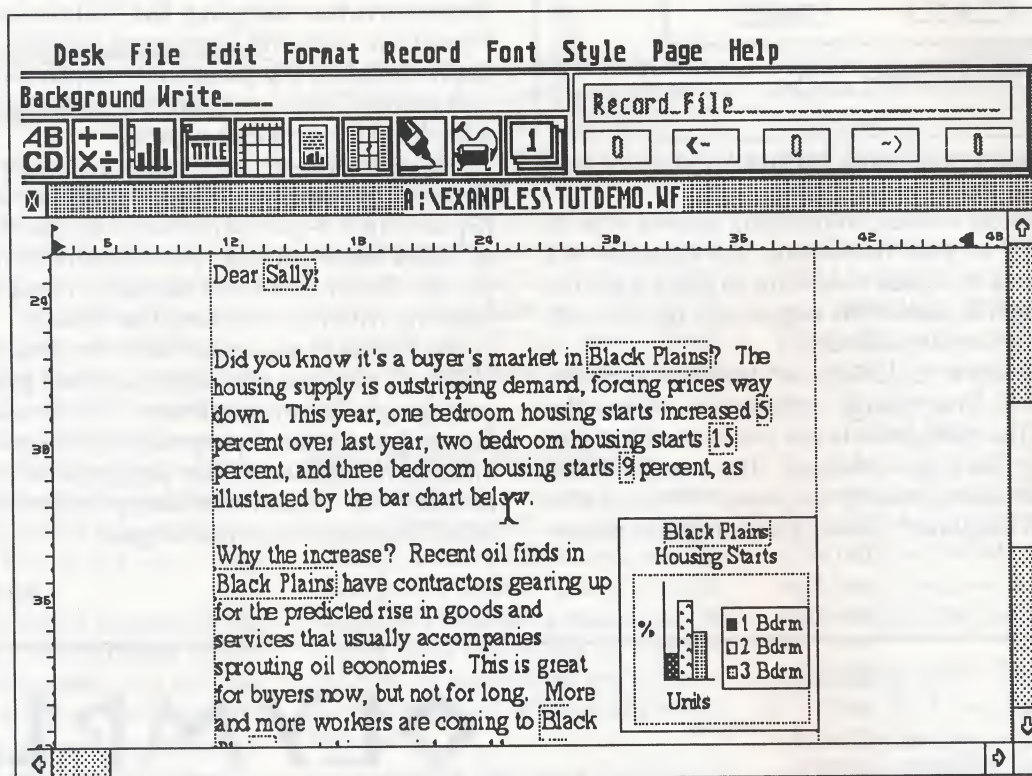 Desk File Edit Format Record Font Style Page Help
Background Write____
Record_File____________________
AB
CD
+-
×÷
TITLE
1
0 <- 0 -> 0
A:\EXAMPLES\TUTDEMO.WF
6 12 18 24 30 36 42 48
24
30
36
Dear Sally:
Did you know it's a buyer's market in Black Plains? The
housing supply is outstripping demand, forcing prices way
down. This year, one bedroom housing starts increased 5
percent over last year, two bedroom housing starts 15
percent, and three bedroom housing starts 9 percent, as
illustrated by the bar chart below.
Why the increase? Recent oil finds in
Black Plains have contractors gearing up
for the predicted rise in goods and
services that usually accompanies
sprouting oil economies. This is great
for buyers now, but not for long. More
and more workers are coming to Black
Black Plains
Housing Starts
%
1 Bdrm
2 Bdrm
3 Bdrm
Units